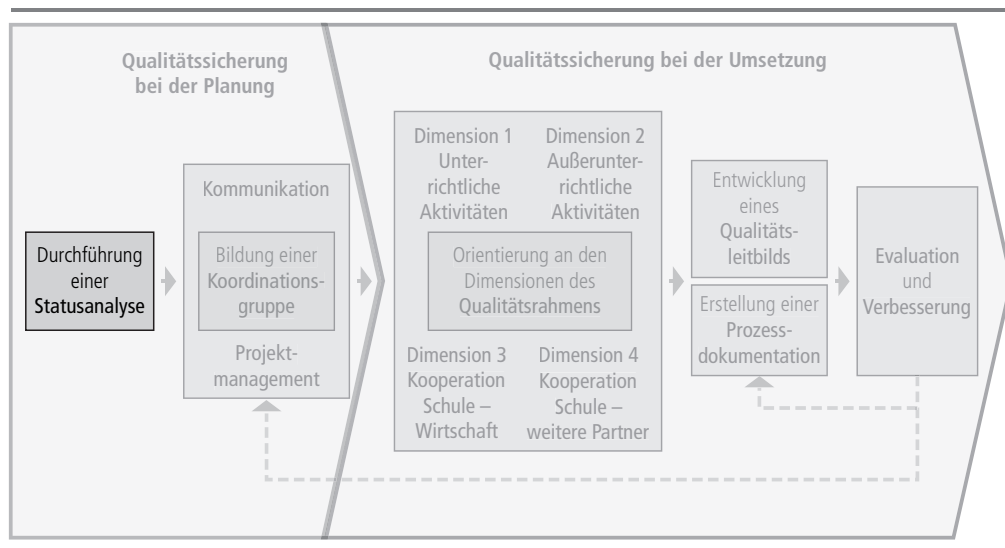 Qualitätssicherung
bei der Planung
Qualitätssicherung bei der Umsetzung
Durchführung
einer
Statusanalyse
Kommunikation
Bildung einer
Koordinations-
gruppe
Projekt-
management
Dimension 1
Unter-
richtliche
Aktivitäten
Dimension 2
Außerunter-
richtliche
Aktivitäten
Orientierung an den
Dimensionen des
Qualitätsrahmens
Dimension 3
Kooperation
Schule –
Wirtschaft
Dimension 4
Kooperation
Schule –
weitere Partner
Entwicklung
eines
Qualitäts-
leitbilds
Erstellung einer
Prozess-
dokumentation
Evaluation
und
Verbesserung